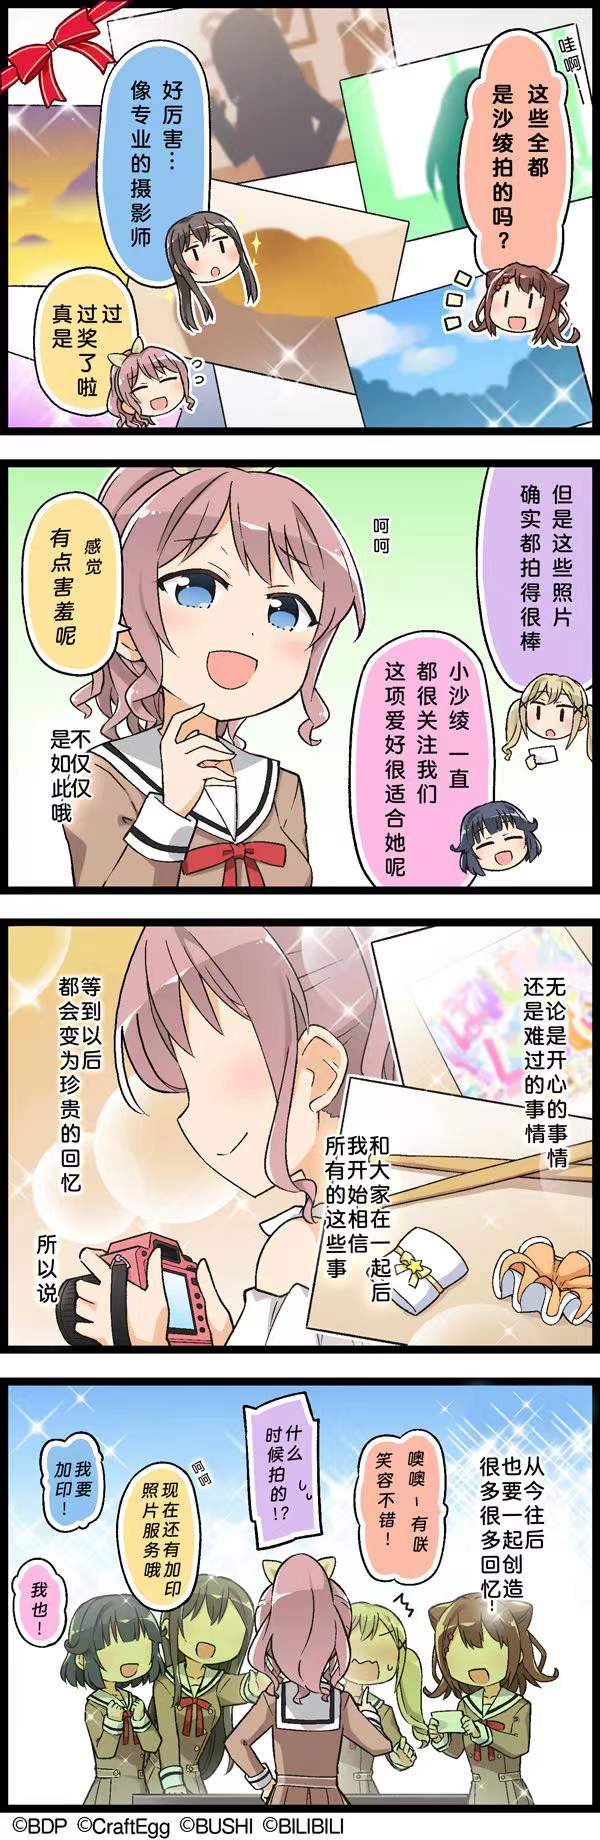 哇啊——
这些全都
是沙绫拍的吗？
好厉害…
像专业的摄影师
过
过奖了啦
真是
但是这些照片
确实都拍得很棒
小沙绫一直
都很关注我们
这项爱好很适合她呢
呵呵
感觉
有点害羞呢
不仅仅
是如此哦
无论是开心的事情
还是难过的事情
和大家在一起后
我开始相信
所有的这些事
等到以后
都会变为珍贵的回忆
所以说
从今往后
也要一起创造
很多很多回忆！
噢噢~有咲
笑容不错！
什么
时候拍的!?
呵呵
现在还有加印
照片服务哦
我要
加印！
我也！
©BDP ©CraftEgg ©BUSHI ©BILIBILI